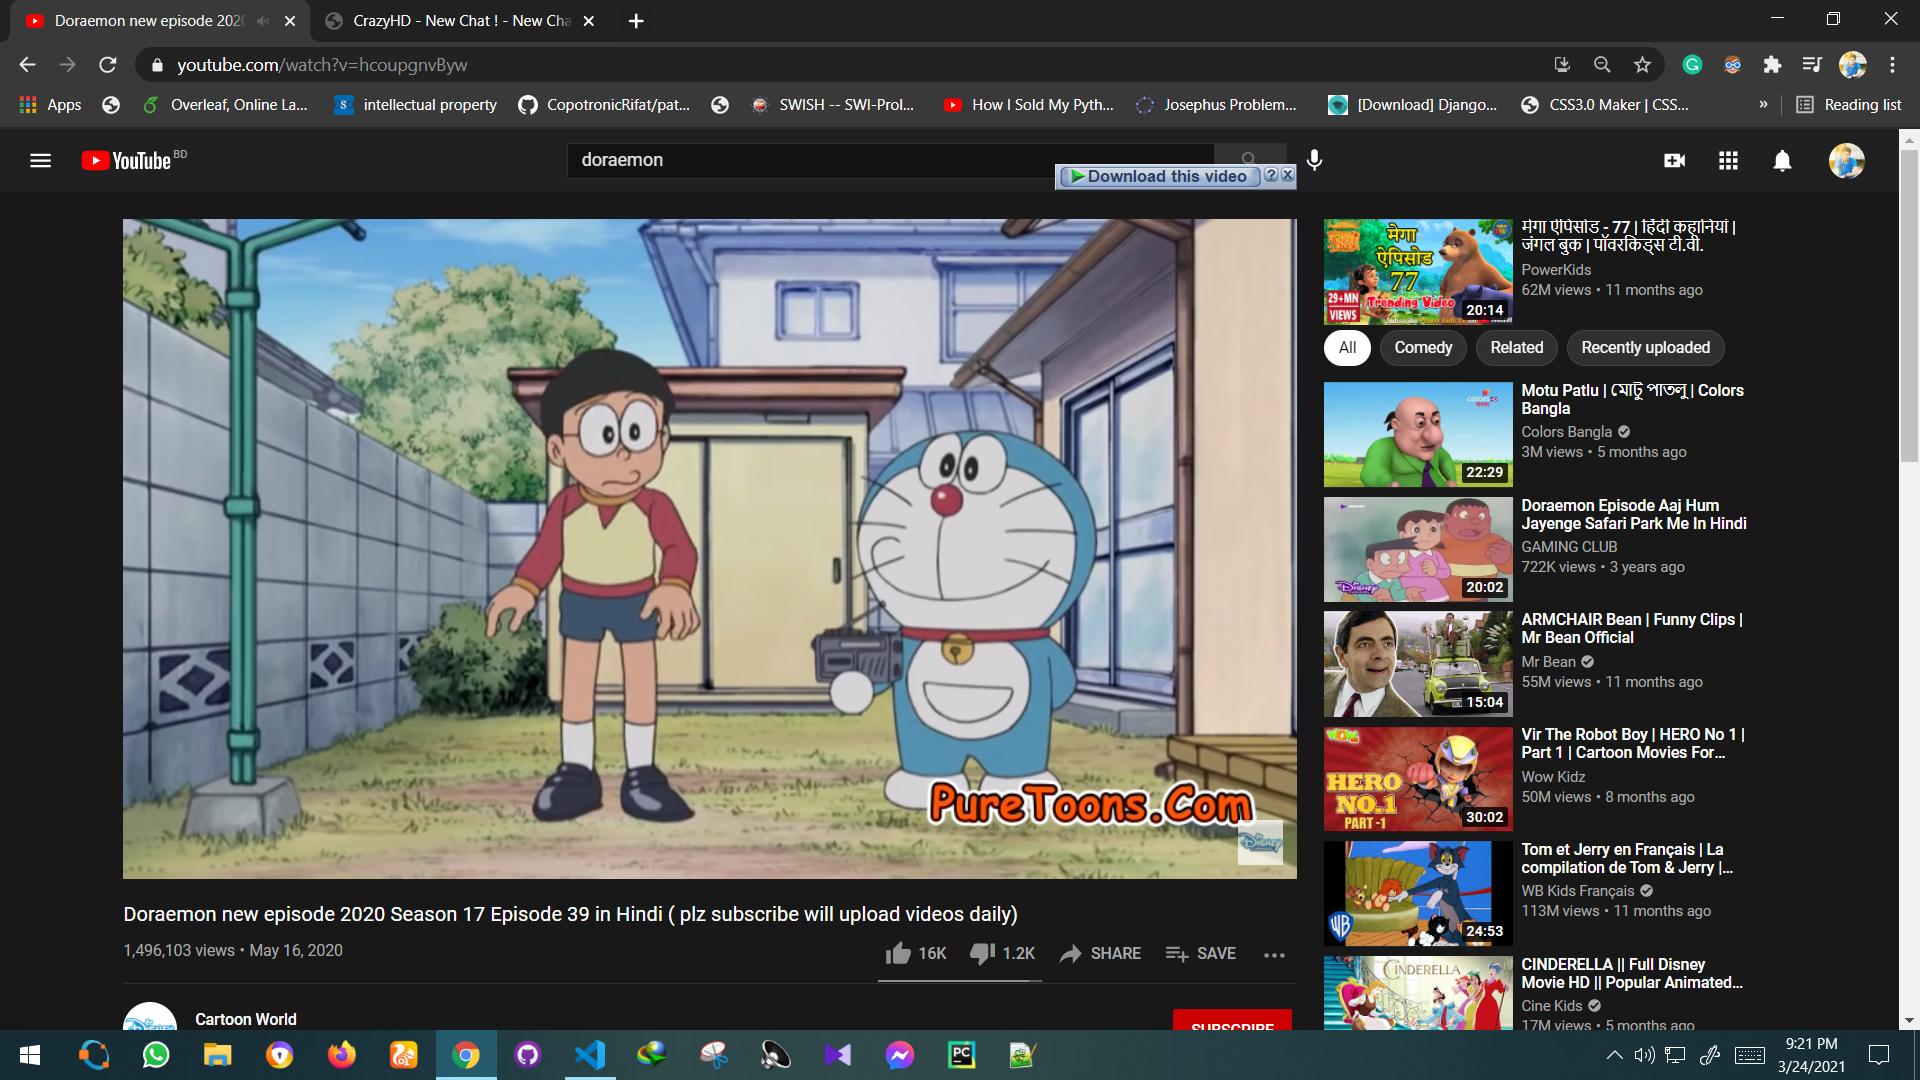 Doraemon new episode 202
CrazyHD - New Chat ! - New Cha
youtube.com/watch?v=hcoupgnvByw
Apps
Overleaf, Online La...
intellectual property
CopotronicRifat/pat...
SWISH -- SWI-Prol...
How I Sold My Pyth...
Josephus Problem...
[Download] Django...
CSS3.0 Maker | CSS...
»
Reading list
YouTube BD
doraemon
Download this video
PureToons.Com
Disney
Doraemon new episode 2020 Season 17 Episode 39 in Hindi ( plz subscribe will upload videos daily)
1,496,103 views • May 16, 2020
16K
1.2K
SHARE
SAVE
Cartoon World
SUBSCRIBE
मेगा
ऐपिसोड
77
29+MN
VIEWS
Trending Video
20:14
मेगा ऐपिसोड - 77 | हिंदी कहानियां |
जंगल बुक | पॉवरकिड्स टी.वी.
PowerKids
62M views • 11 months ago
All
Comedy
Related
Recently uploaded
22:29
Motu Patlu | মোটু পাতলু | Colors
Bangla
Colors Bangla
3M views • 5 months ago
20:02
Doraemon Episode Aaj Hum
Jayenge Safari Park Me In Hindi
GAMING CLUB
722K views • 3 years ago
15:04
ARMCHAIR Bean | Funny Clips |
Mr Bean Official
Mr Bean
55M views • 11 months ago
WOW
HERO
NO.1
PART -1
30:02
Vir The Robot Boy | HERO No 1 |
Part 1 | Cartoon Movies For...
Wow Kidz
50M views • 8 months ago
WB
24:53
Tom et Jerry en Français | La
compilation de Tom & Jerry |...
WB Kids Français
113M views • 11 months ago
CINDERELLA
CINDERELLA || Full Disney
Movie HD || Popular Animated...
Cine Kids
17M views • 5 months ago
PC
9:21 PM
3/24/2021